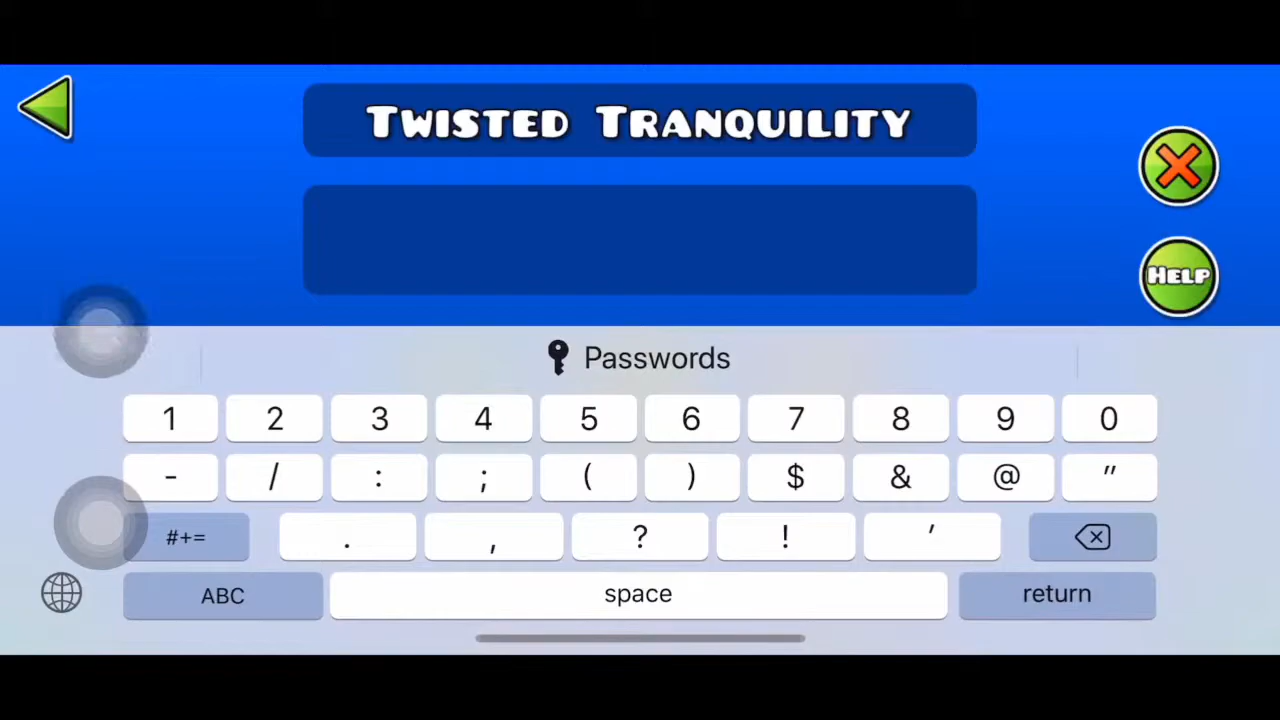 Twisted Tranquility
Help
Passwords
1 2 3 4 5 6 7 8 9 0
- / : ; ( ) $ & @ "
#+= . , ? ! '
ABC space return